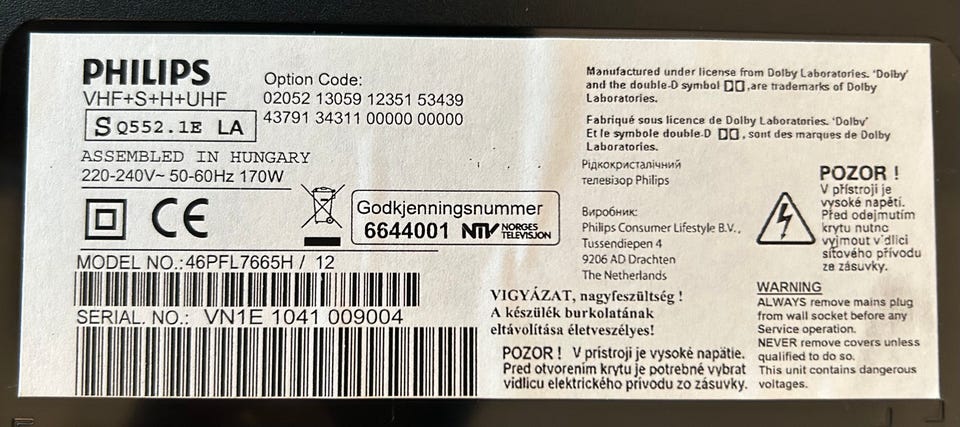 PHILIPS
VHF+S+H+UHF
S Q552.1E LA
ASSEMBLED IN HUNGARY
220-240V~ 50-60Hz 170W
Option Code:
02052 13059 12351 53439
43791 34311 00000 00000
CE
Godkjenningsnummer
6644001 NTV NORGES TELEVISJON
MODEL NO.:46PFL7665H / 12
SERIAL. NO.: VN1E 1041 009004
Manufactured under license from Dolby Laboratories. 'Dolby'
and the double-D symbol ,are trademarks of Dolby
Laboratories.
Fabriqué sous licence de Dolby Laboratories. 'Dolby'
Et le symbole double-D , sont des marques de Dolby
Laboratories.
Рідкокристалічний
телевізор Philips
Виробник:
Philips Consumer Lifestyle B.V.,
Tussendiepen 4
9206 AD Drachten
The Netherlands
POZOR !
V přístroji je
vysoké napětí.
Před odejmutím
krytu nutno
vyjmout vidlici
síťového přívodu
ze zásuvky.
VIGYÁZAT, nagyfeszültség !
A készülék burkolatának
eltávolítása életveszélyes!
POZOR ! V prístroji je vysoké napätie.
Pred otvorením krytu je potrebné vybrat
vidlicu elektrického prívodu zo zásuvky.
WARNING
ALWAYS remove mains plug
from wall socket before any
Service operation.
NEVER remove covers unless
qualified to do so.
This unit contains dangerous
voltages.